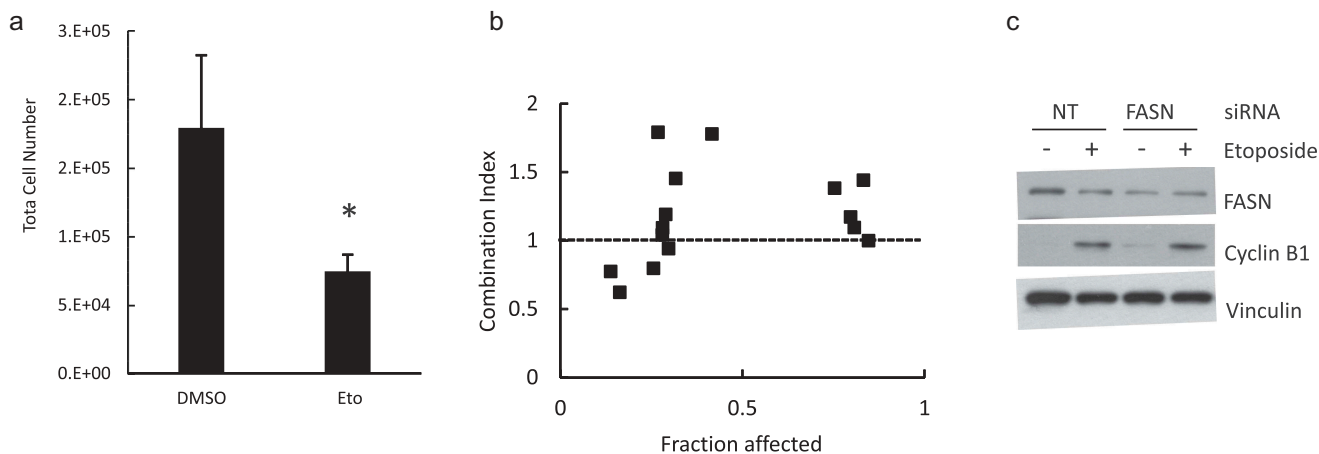 a
3.E+05
2.E+05
2.E+05
1.E+05
5.E+04
0.E+00
Tota Cell Number
*
DMSO Eto
b
2
1.5
1
0.5
0
Combination Index
0 0.5 1
Fraction affected
c
NT FASN siRNA
- + - + Etoposide
FASN
Cyclin B1
Vinculin